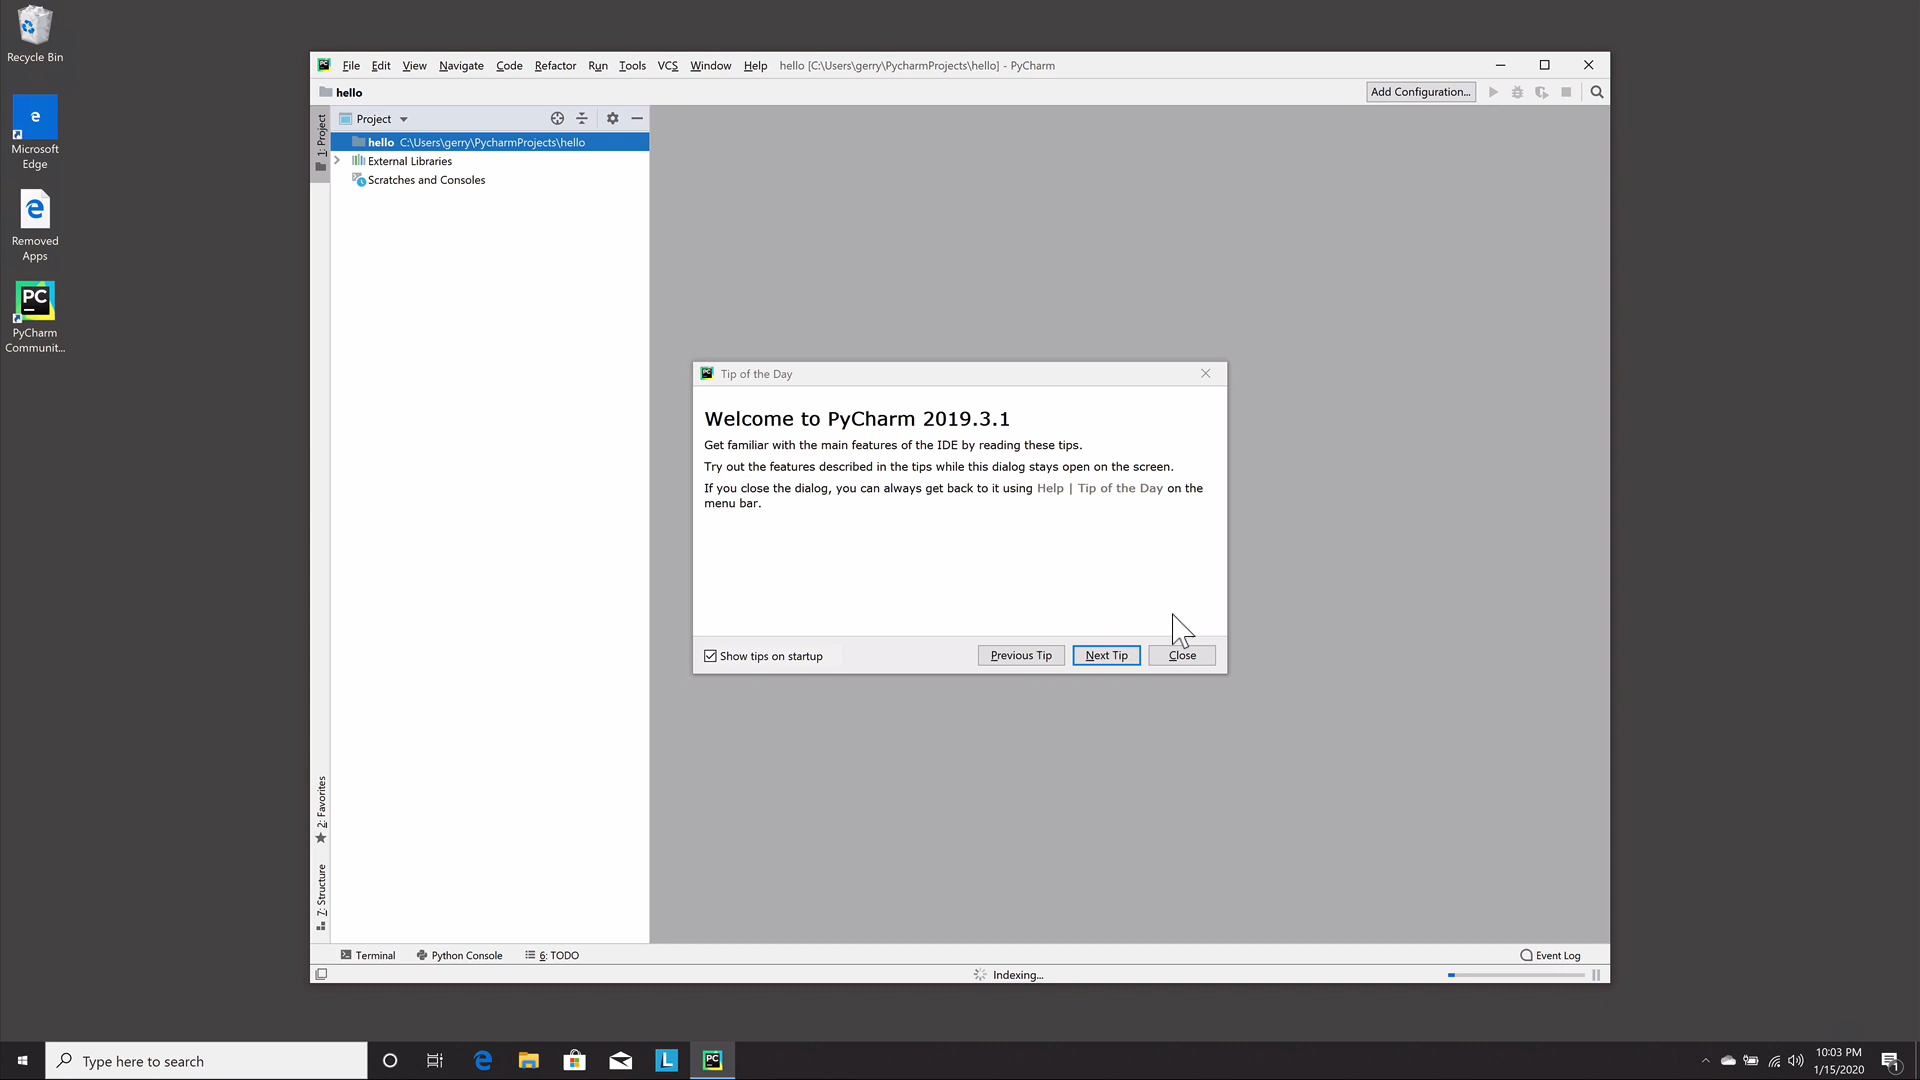 Recycle Bin
Microsoft
Edge
Removed
Apps
PC
PyCharm
Communit...
PC
File Edit View Navigate Code Refactor Run Tools VCS Window Help hello [C:\Users\gerry\PycharmProjects\hello] - PyCharm
hello
Add Configuration...
1: Project
Project
hello C:\Users\gerry\PycharmProjects\hello
External Libraries
Scratches and Consoles
PC
Tip of the Day
Welcome to PyCharm 2019.3.1
Get familiar with the main features of the IDE by reading these tips.
Try out the features described in the tips while this dialog stays open on the screen.
If you close the dialog, you can always get back to it using Help | Tip of the Day on the
menu bar.
Show tips on startup
Previous Tip
Next Tip
Close
2: Favorites
7: Structure
Terminal
Python Console
6: TODO
Event Log
Indexing...
Type here to search
L
PC
10:03 PM
1/15/2020
1